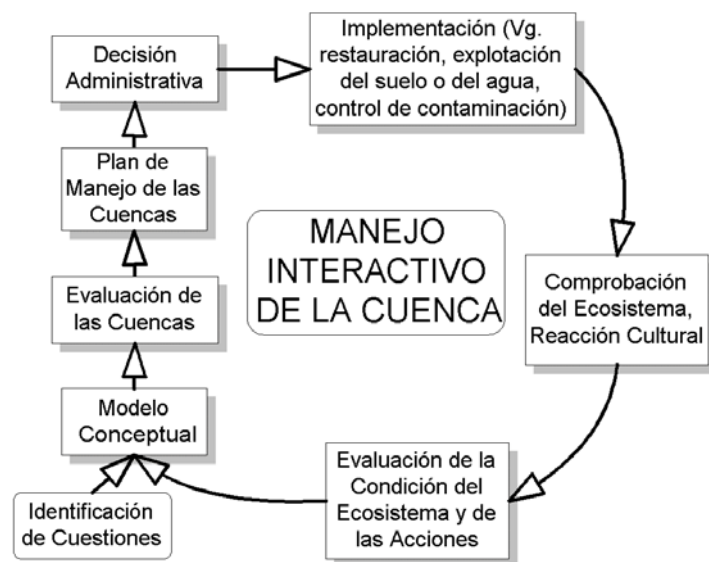 Decisión
Administrativa
Implementación (Vg.
restauración, explotación
del suelo o del agua,
control de contaminación)
Plan de
Manejo de las
Cuencas
MANEJO
INTERACTIVO
DE LA CUENCA
Comprobación
del Ecosistema,
Reacción Cultural
Evaluación de
las Cuencas
Modelo
Conceptual
Evaluación de la
Condición del
Ecosistema y de
las Acciones
Identificación
de Cuestiones